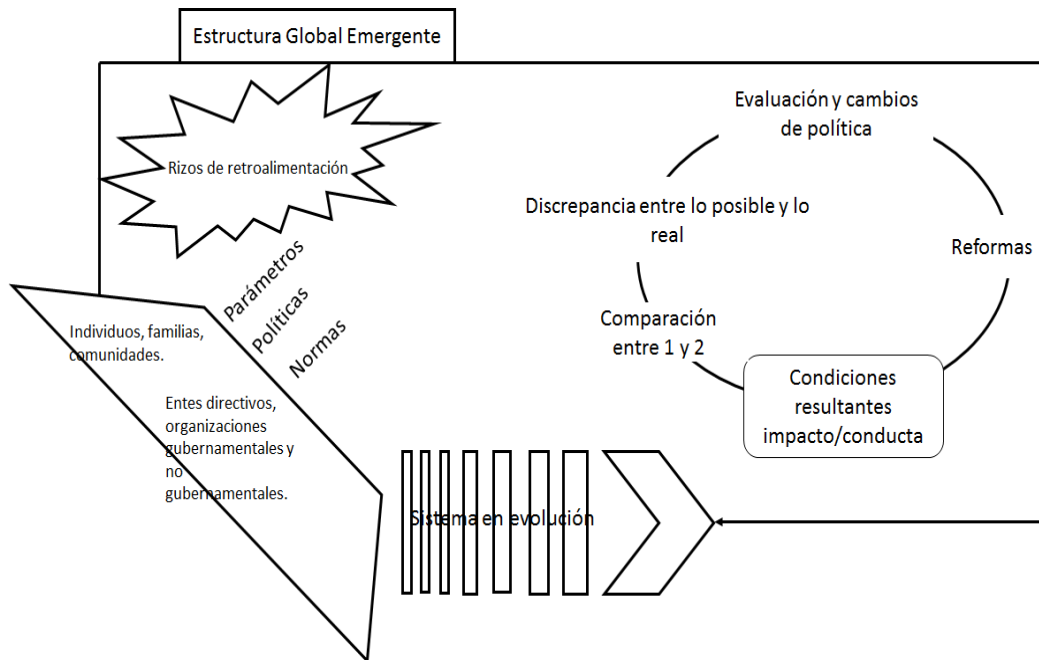 Estructura Global Emergente
Rizos de retroalimentación
Parámetros
Políticas
Normas
Individuos, familias,
comunidades.
Entes directivos,
organizaciones
gubernamentales y
no
gubernamentales.
Sistema en evolución
Evaluación y cambios
de política
Discrepancia entre lo posible y lo
real
Reformas
Comparación
entre 1 y 2
Condiciones
resultantes
impacto/conducta